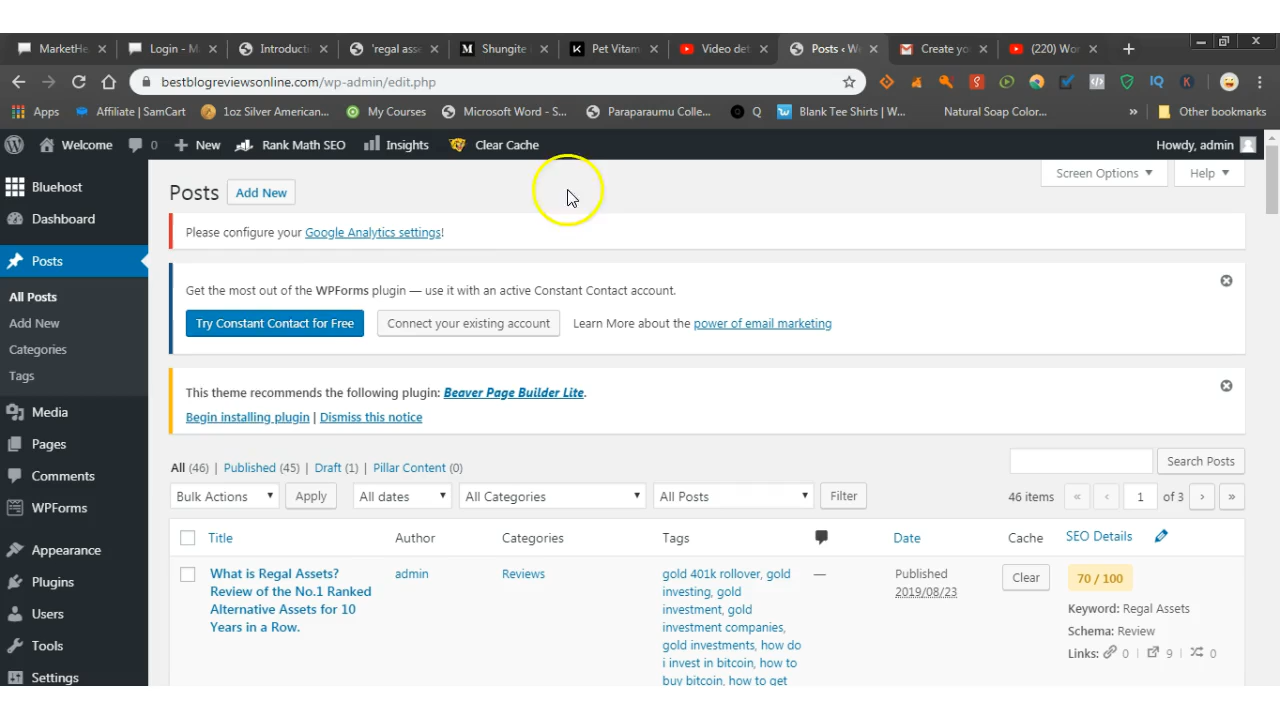 MarketHe
Login - M
Introducti
'regal asse
Shungite
Pet Vitam
Video det
Posts ‹ W
Create yo
(220) Wor
bestblogreviewsonline.com/wp-admin/edit.php
Apps
Affiliate | SamCart
1oz Silver American...
My Courses
Microsoft Word - S...
Paraparaumu Colle...
Q
Blank Tee Shirts | W...
Natural Soap Color...
»
Other bookmarks
Welcome
0
New
Rank Math SEO
Insights
Clear Cache
Howdy, admin
Bluehost
Dashboard
Posts
All Posts
Add New
Categories
Tags
Media
Pages
Comments
WPForms
Appearance
Plugins
Users
Tools
Settings
Screen Options
Help
Posts
Add New
Please configure your Google Analytics settings!
Get the most out of the WPForms plugin — use it with an active Constant Contact account.
Try Constant Contact for Free
Connect your existing account
Learn More about the power of email marketing
This theme recommends the following plugin: Beaver Page Builder Lite.
Begin installing plugin | Dismiss this notice
All (46) | Published (45) | Draft (1) | Pillar Content (0)
Search Posts
Bulk Actions
Apply
All dates
All Categories
All Posts
Filter
46 items
«
‹
1
of 3
›
»
Title
Author
Categories
Tags
Date
Cache
SEO Details
What is Regal Assets?
Review of the No.1 Ranked
Alternative Assets for 10
Years in a Row.
admin
Reviews
gold 401k rollover, gold
investing, gold
investment, gold
investment companies,
gold investments, how do
i invest in bitcoin, how to
buy bitcoin, how to get
—
Published
2019/08/23
Clear
70 / 100
Keyword: Regal Assets
Schema: Review
Links: 0 | 9 | 0